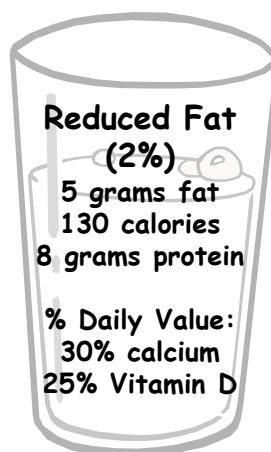 Reduced Fat
(2%)
5 grams fat
130 calories
8 grams protein
% Daily Value:
30% calcium
25% Vitamin D